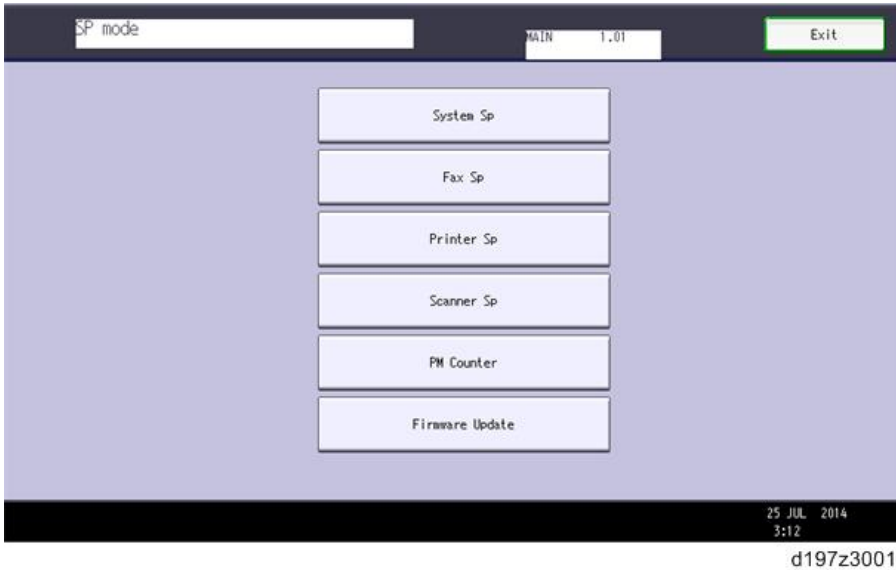 SP mode
MAIN 1.01
Exit
System Sp
Fax Sp
Printer Sp
Scanner Sp
PM Counter
Firmware Update
25 JUL 2014
3:12
d197z3001